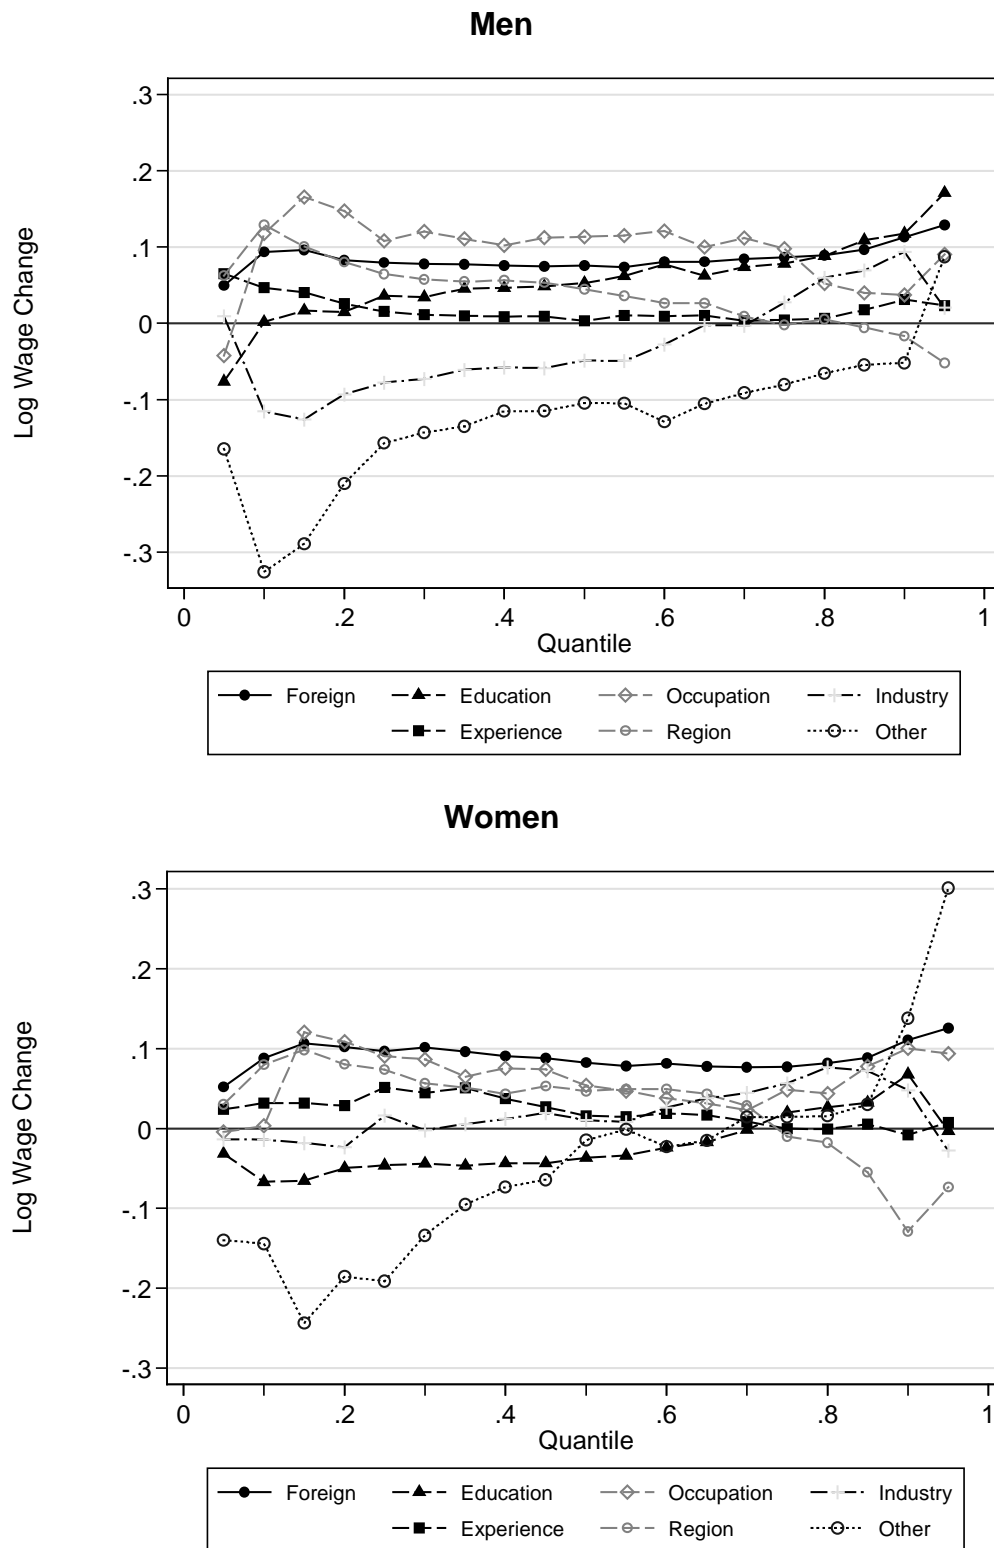 Men
.3
.2
.1
0
-.1
-.2
-.3
Log Wage Change
0 .2 .4 .6 .8 1
Quantile
Foreign Education Occupation Industry
Experience Region Other
Women
.3
.2
.1
0
-.1
-.2
-.3
Log Wage Change
0 .2 .4 .6 .8 1
Quantile
Foreign Education Occupation Industry
Experience Region Other